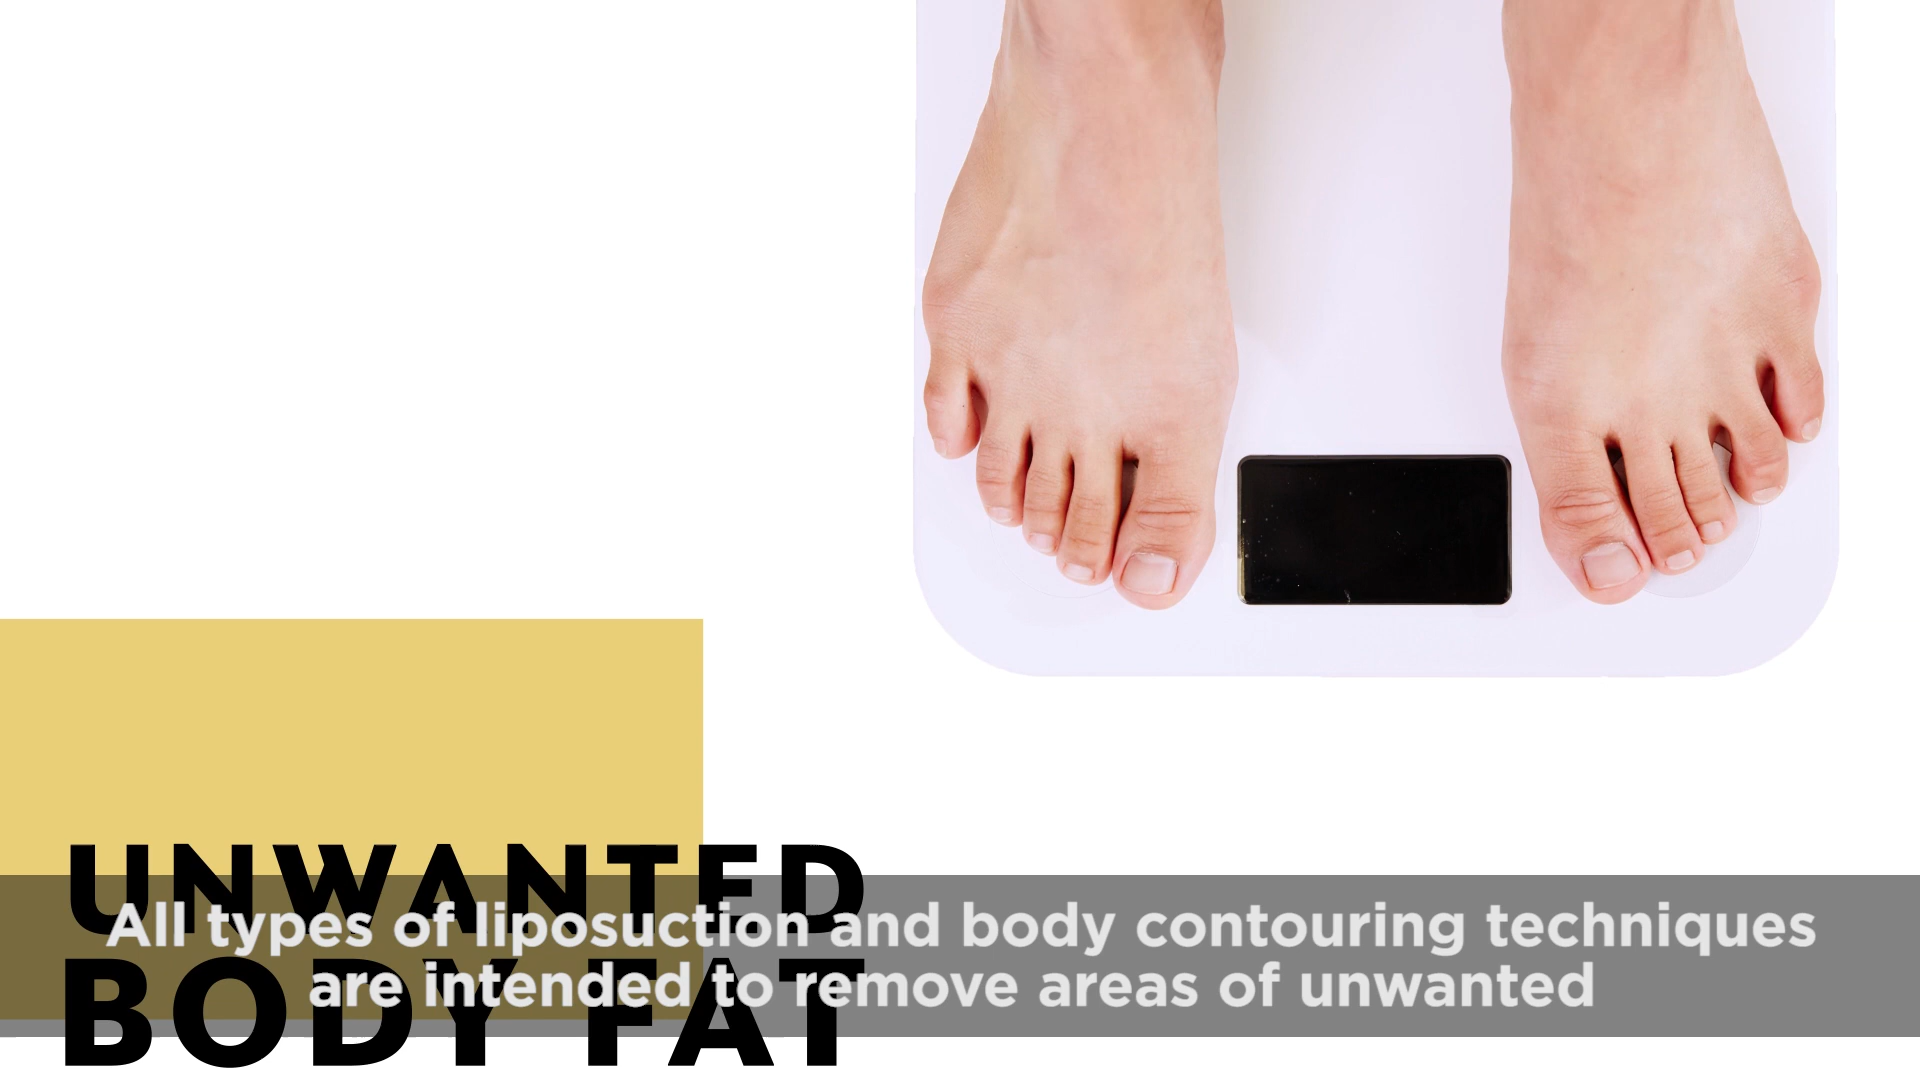 UNWANTED
BODY FAT
All types of liposuction and body contouring techniques
are intended to remove areas of unwanted